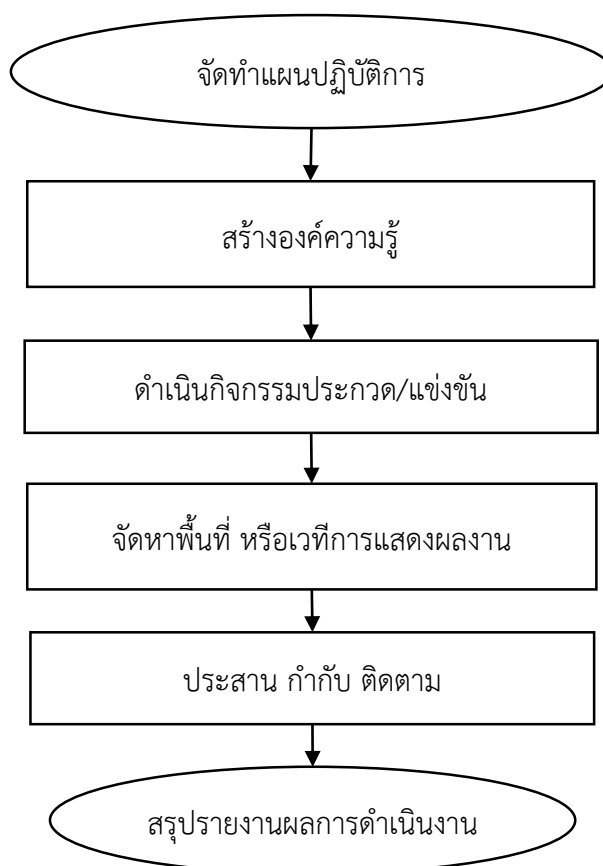 จัดทำแผนปฏิบัติการ
สร้างองค์ความรู้
ดำเนินกิจกรรมประกวด/แข่งขัน
จัดหาพื้นที่ หรือเวทีการแสดงผลงาน
ประสาน กำกับ ติดตาม
สรุปรายงานผลการดำเนินงาน